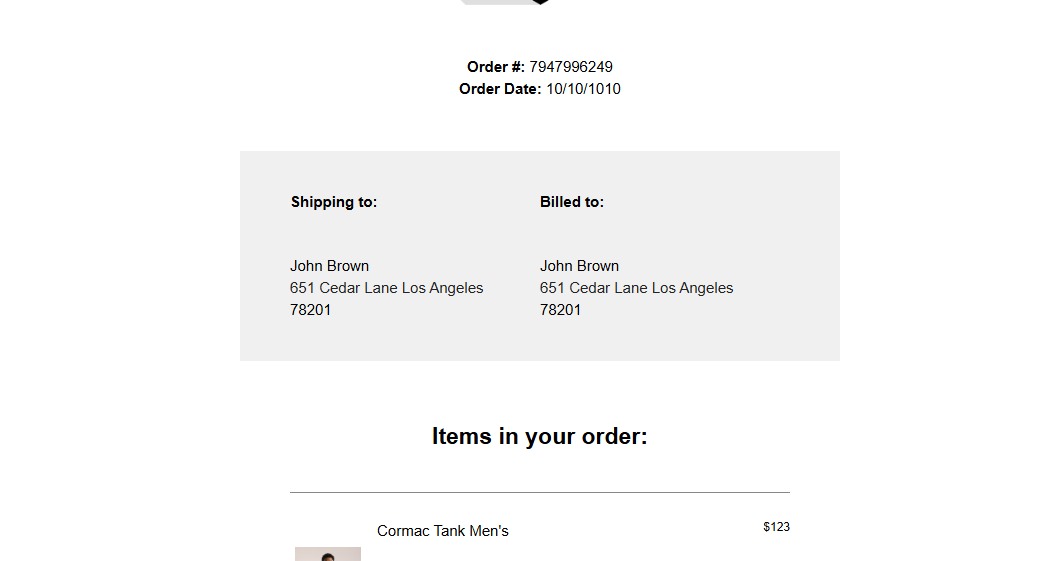 Order #: 7947996249
Order Date: 10/10/1010
Shipping to:
Billed to:
John Brown
651 Cedar Lane Los Angeles
78201
John Brown
651 Cedar Lane Los Angeles
78201
Items in your order:
Cormac Tank Men's
$123